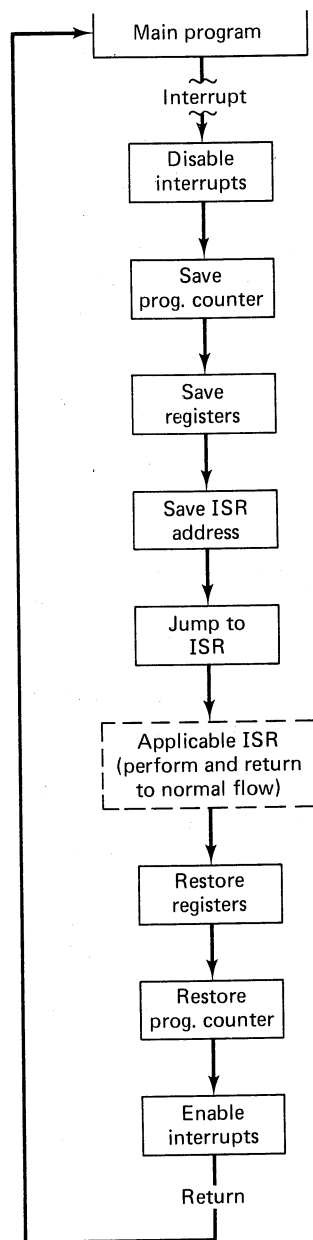 Main program
Interrupt
Disable
interrupts
Save
prog. counter
Save
registers
Save ISR
address
Jump to
ISR
Applicable ISR
(perform and return
to normal flow)
Restore
registers
Restore
prog. counter
Enable
interrupts
Return